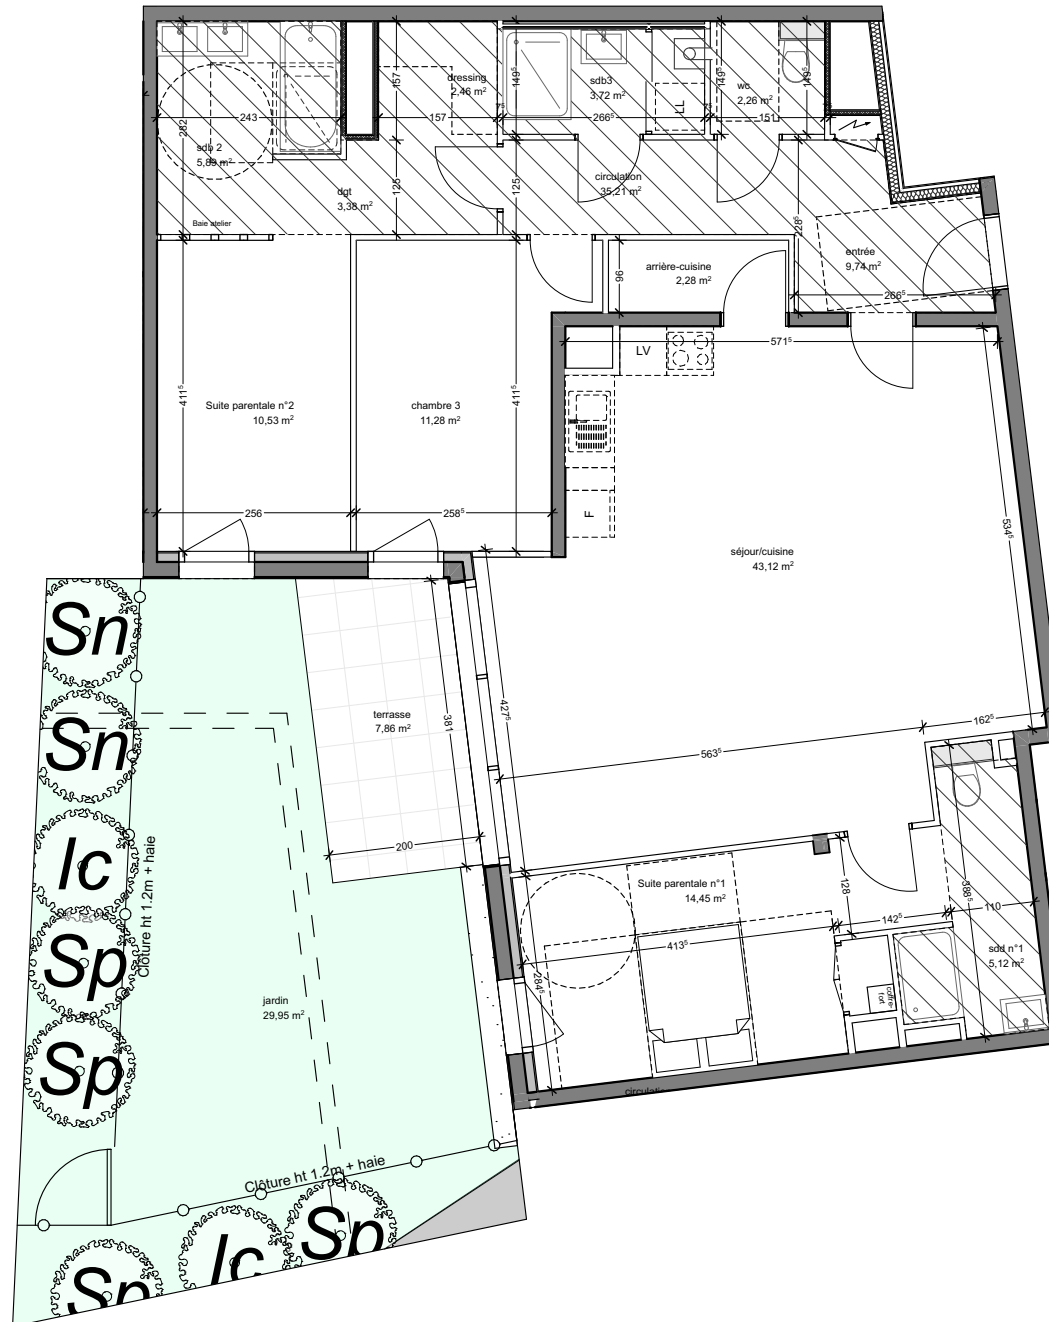 dressing
2,46 m²
sdb3
3,72 m²
wc
2,26 m²
LL
149⁵
149⁵
149⁵
157
282
243
157
7⁵
266⁵
7⁵
151
sdb 2
5,89 m²
dgt
3,38 m²
125
125
circulation
35,21 m²
228⁵
Baie atelier
entrée
9,74 m²
266⁵
arrière-cuisine
2,28 m²
96
571⁵
LV
F
411⁵
411⁵
Suite parentale n°2
10,53 m²
chambre 3
11,28 m²
256
258⁵
534⁵
séjour/cuisine
43,12 m²
Sn
Sn
Ic
Sp
Sp
terrasse
7,86 m²
381
427⁵
563⁵
162⁵
200
Clôture ht 1.2m + haie
Suite parentale n°1
14,45 m²
128
388⁵
142⁵
110
413⁵
284⁵
sdd n°1
5,12 m²
coffre
fort
jardin
29,95 m²
circulation
Clôture ht 1.2m + haie
Sp
Ic
Sp